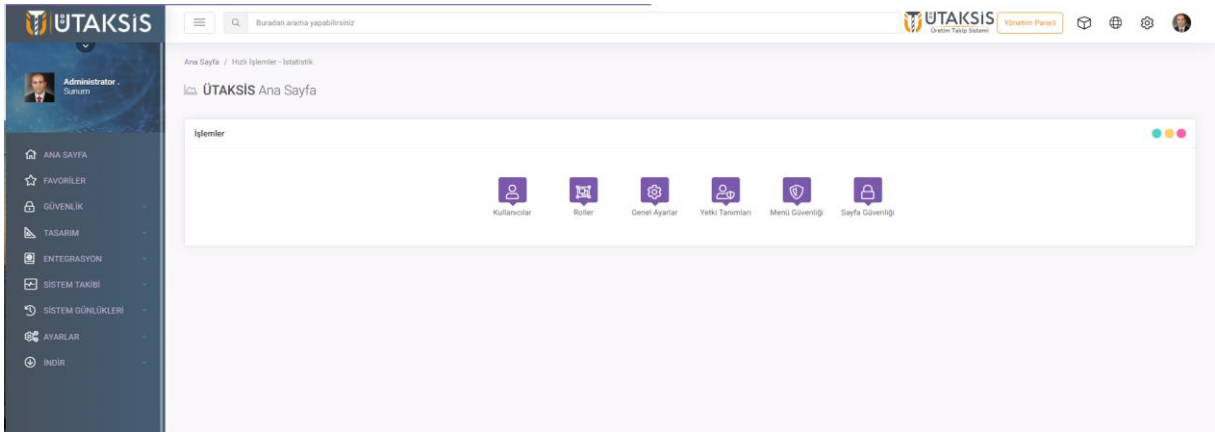 ÜTAKSİS
Buradan arama yapabilirsiniz
ÜTAKSİS
Üretim Takip Sistemi
Yönetim Paneli
Administrator .
Sunum
Ana Sayfa / Hızlı İşlemler - İstatistik
ÜTAKSİS Ana Sayfa
İşlemler
ANA SAYFA
FAVORİLER
GÜVENLİK
TASARIM
ENTEGRASYON
SİSTEM TAKİBİ
SİSTEM GÜNLÜKLERİ
AYARLAR
İNDİR
Kullanıcılar
Roller
Genel Ayarlar
Yetki Tanımları
Menü Güvenliği
Sayfa Güvenliği